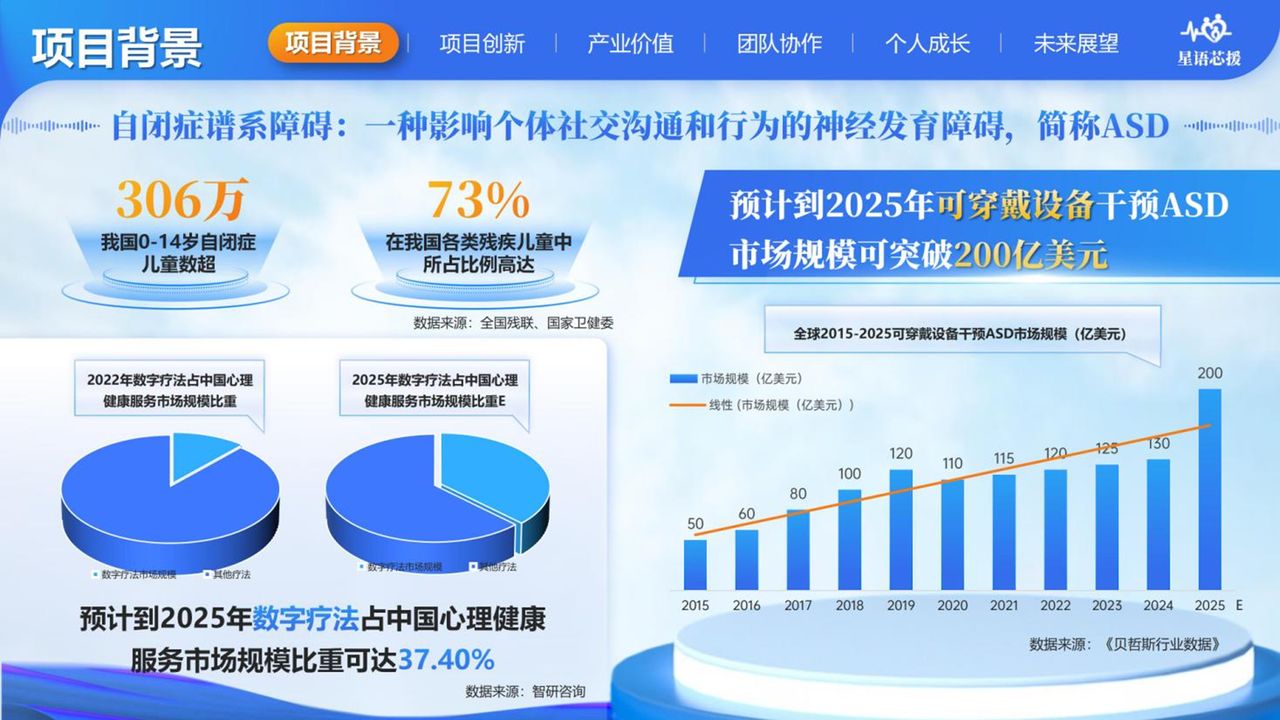 项目背景
项目背景 | 项目创新 | 产业价值 | 团队协作 | 个人成长 | 未来展望
星语芯援
自闭症谱系障碍：一种影响个体社交沟通和行为的神经发育障碍，简称ASD
306万
我国0-14岁自闭症
儿童数超
73%
在我国各类残疾儿童中
所占比例高达
数据来源：全国残联、国家卫健委
2022年数字疗法占中国心理
健康服务市场规模比重
数字疗法市场规模 其他疗法
2025年数字疗法占中国心理
健康服务市场规模比重E
数字疗法市场规模 其他疗法
预计到2025年数字疗法占中国心理健康
服务市场规模比重可达37.40%
数据来源：智研咨询
预计到2025年可穿戴设备干预ASD
市场规模可突破200亿美元
全球2015-2025可穿戴设备干预ASD市场规模（亿美元）
市场规模（亿美元）
线性 (市场规模（亿美元））
50 60 80 100 120 110 115 120 125 130 200
2015 2016 2017 2018 2019 2020 2021 2022 2023 2024 2025 E
数据来源：《贝哲斯行业数据》